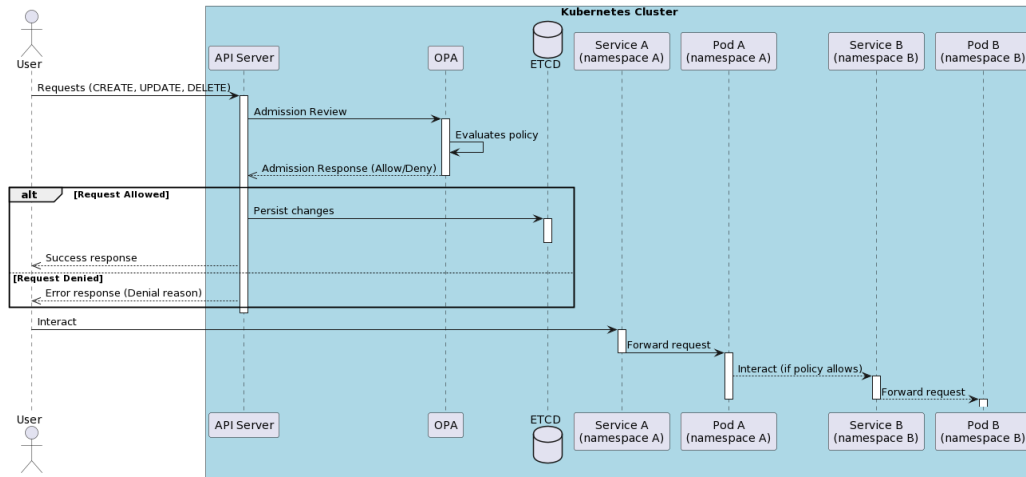 Kubernetes Cluster
User
API Server
OPA
ETCD
Service A
(namespace A)
Pod A
(namespace A)
Service B
(namespace B)
Pod B
(namespace B)
Requests (CREATE, UPDATE, DELETE)
Admission Review
Evaluates policy
Admission Response (Allow/Deny)
alt
[Request Allowed]
Persist changes
Success response
[Request Denied]
Error response (Denial reason)
Interact
Forward request
Interact (if policy allows)
Forward request
User
API Server
OPA
ETCD
Service A
(namespace A)
Pod A
(namespace A)
Service B
(namespace B)
Pod B
(namespace B)